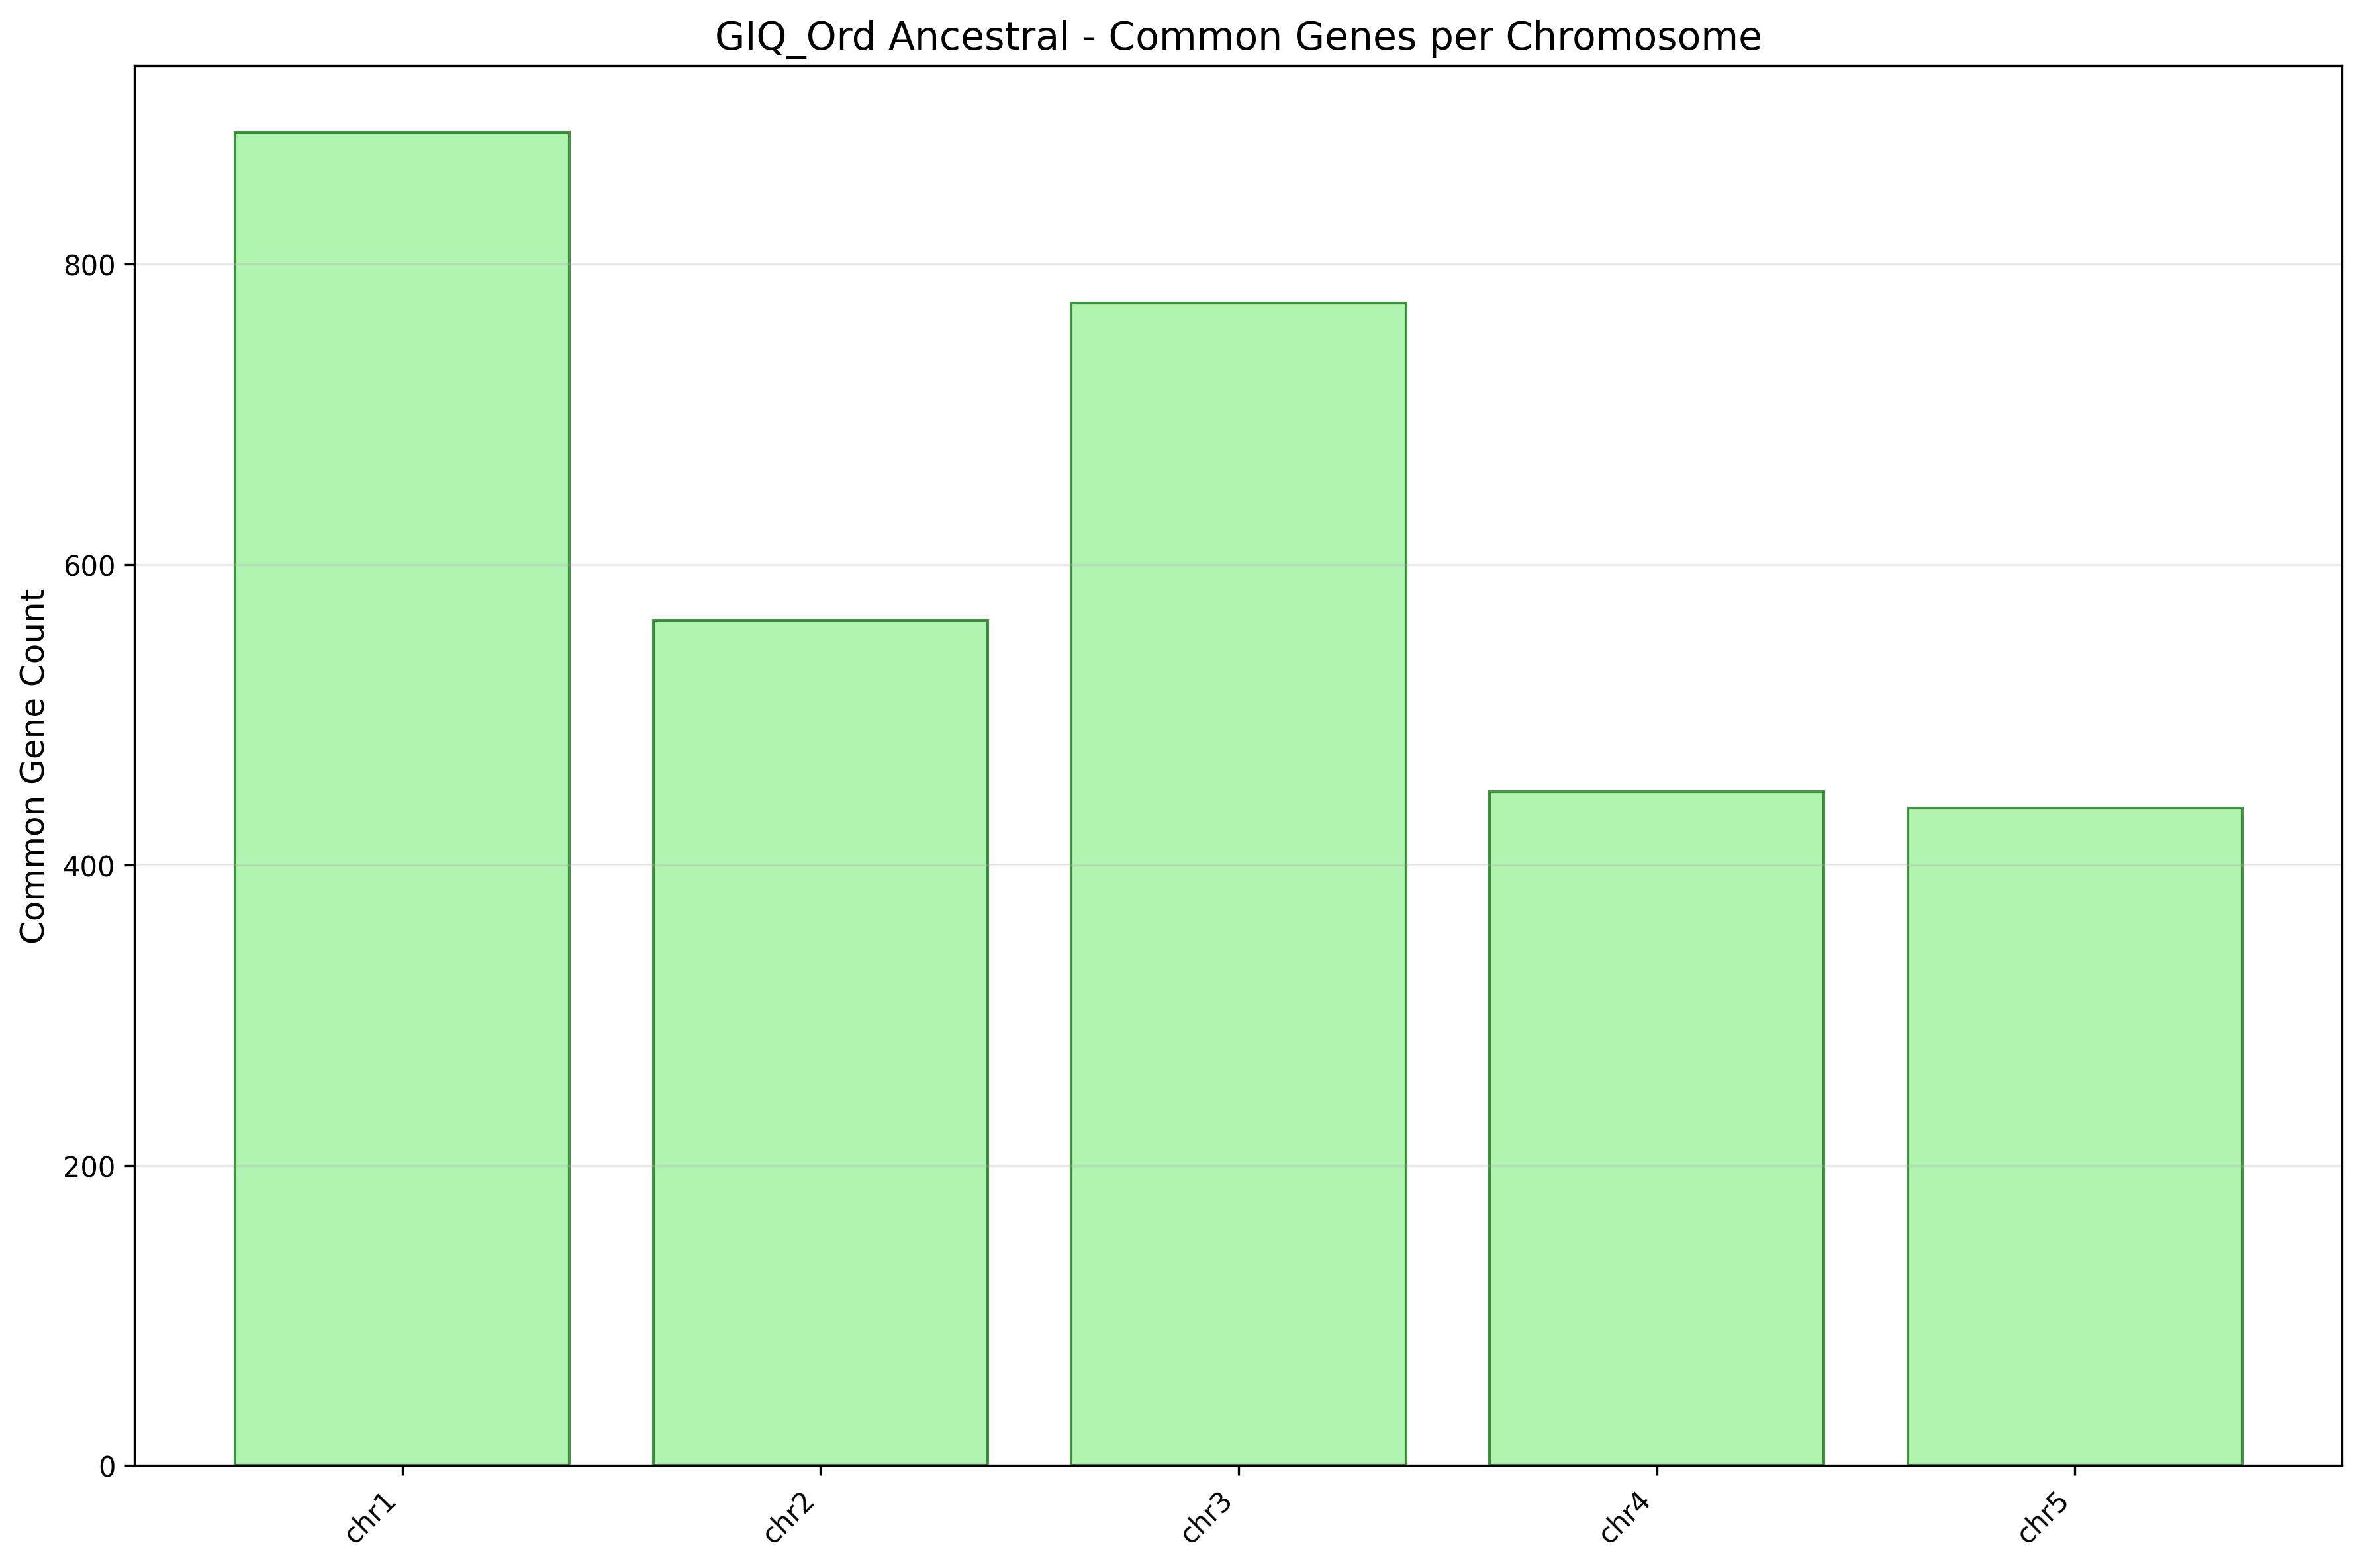 GIQ_Ord Ancestral - Common Genes per Chromosome
Common Gene Count
800
600
400
200
0
chr1
chr2
chr3
chr4
chr5